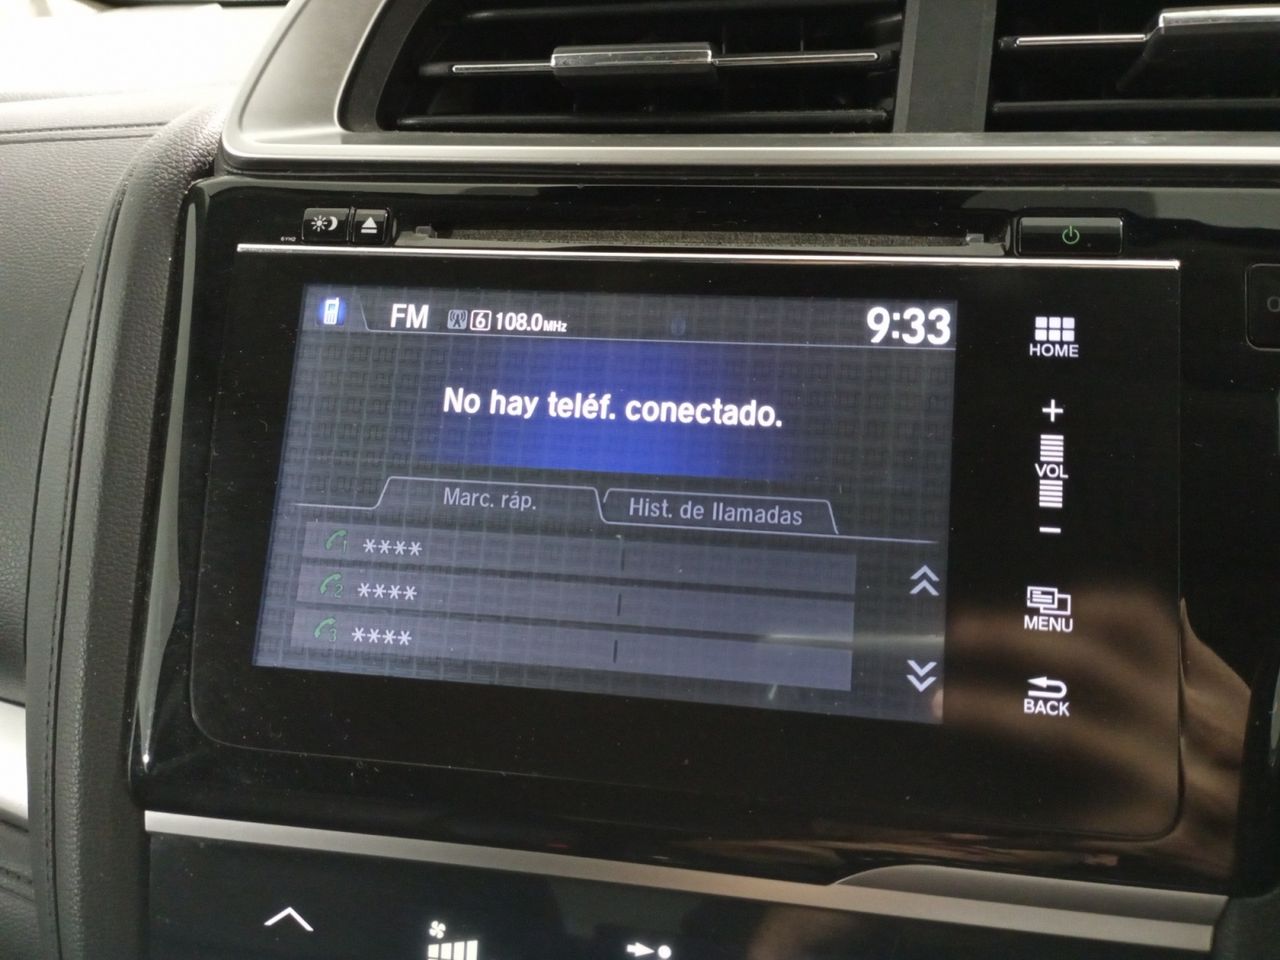 FM 6 108.0MHz 9:33
HOME
No hay teléf. conectado.
+
VOL
−
Marc. ráp.
Hist. de llamadas
1 ****
2 ****
3 ****
MENU
BACK